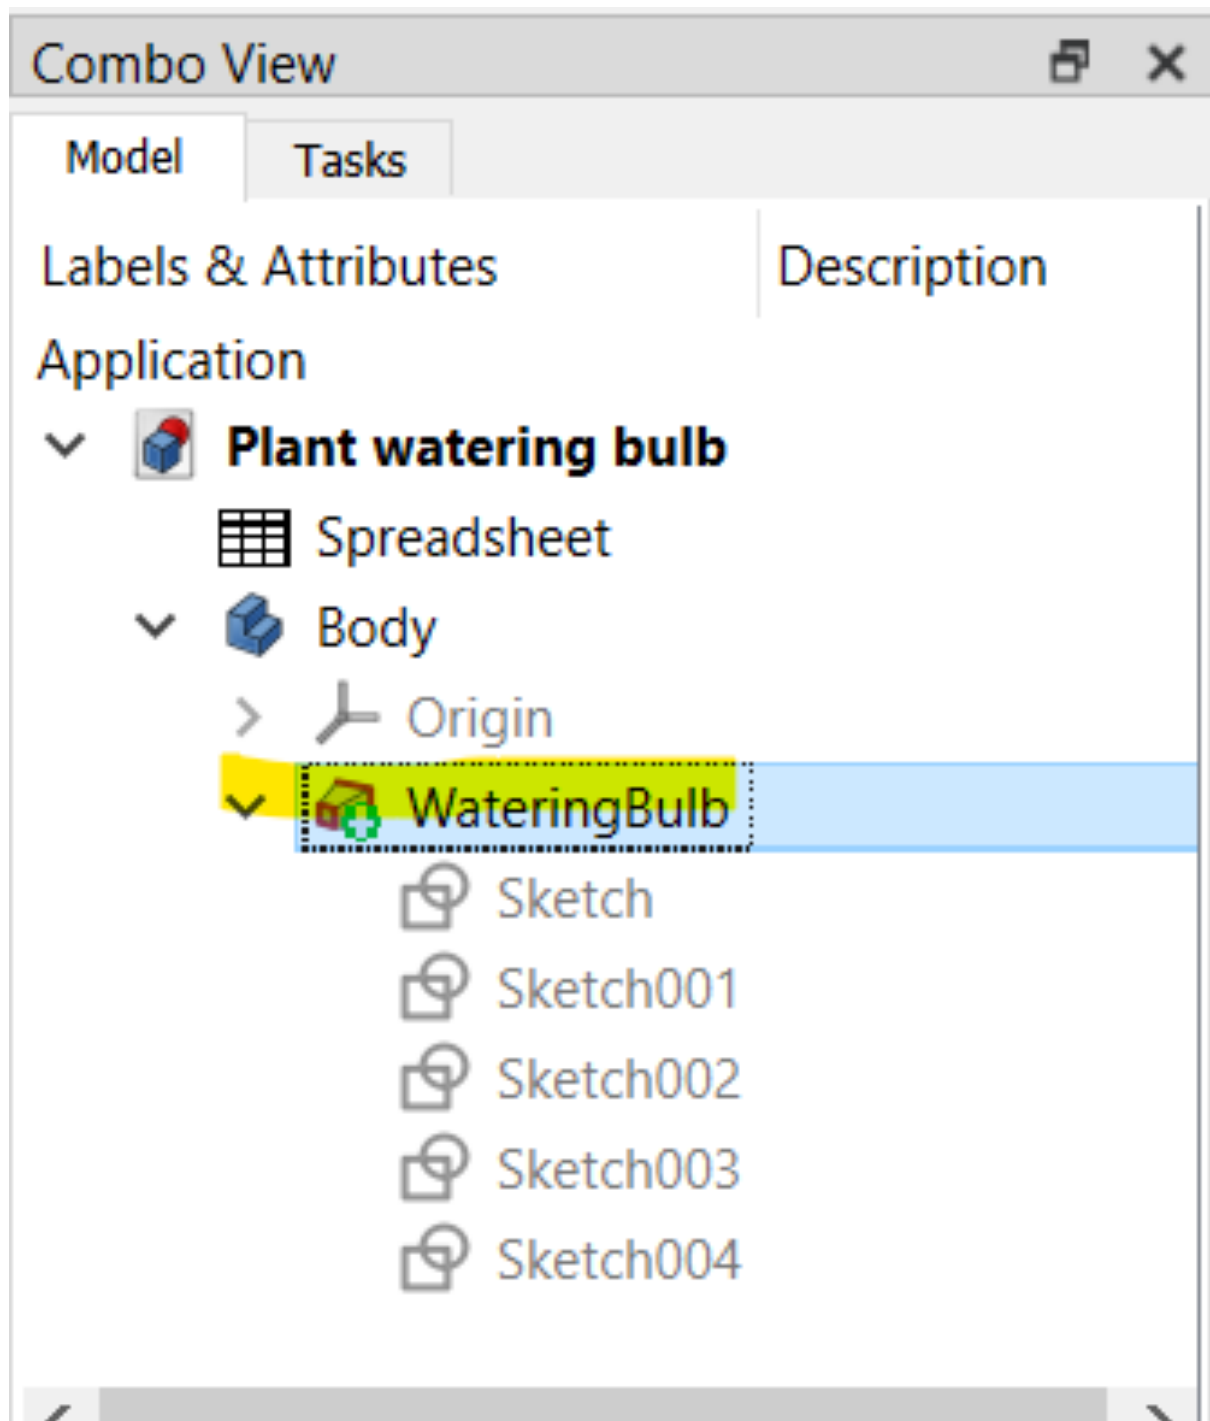 Combo View
Model Tasks
Labels & Attributes Description
Application
Plant watering bulb
Spreadsheet
Body
Origin
WateringBulb
Sketch
Sketch001
Sketch002
Sketch003
Sketch004